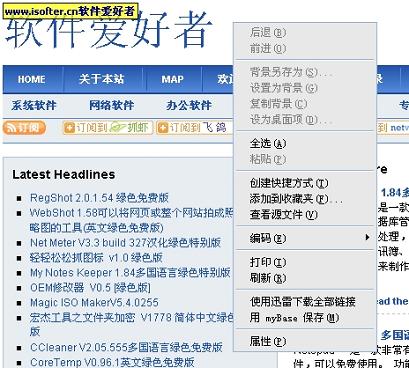 www.isofter.cn软件爱好者
软件爱好者
HOME 关于本站 MAP
系统软件 网络软件 办公软件
订阅 订阅到 抓虾 订阅到 飞鸽
Latest Headlines
RegShot 2.0.1.54 绿色免费版
WebShot 1.58可以将网页或整个网站拍成照
略图的工具(英文绿色免费版)
Net Meter V3.3 build 327汉化绿色特别版
轻轻松松抓图标 v1.0 绿色版
My Notes Keeper 1.84多国语言绿色特别版
OEM修改器 V0.5 [绿色版]
Magic ISO MakerV5.4.0255
宏杰工具之文件夹加密 V1778 简体中文绿色
版
CCleaner V2.05.555多国语言绿色版
CoreTemp V0.96.1英文绿色免费版
后退(B)
前进(O)
背景另存为(S)...
设置为背景(G)
复制背景(C)
设为桌面项(D)...
全选(A)
粘贴(P)
创建快捷方式(T)
添加到收藏夹(F)...
查看源文件(V)
编码(E)
打印(I)
刷新(R)
使用迅雷下载全部链接
用 myBase 保存(M)
属性(P)
录
专
订阅到 netv
re
1.84多
是一款
据库管
处理,
讯簿、
来制作
ead the
多国语
款非常有
件,可以免费使用。 功能